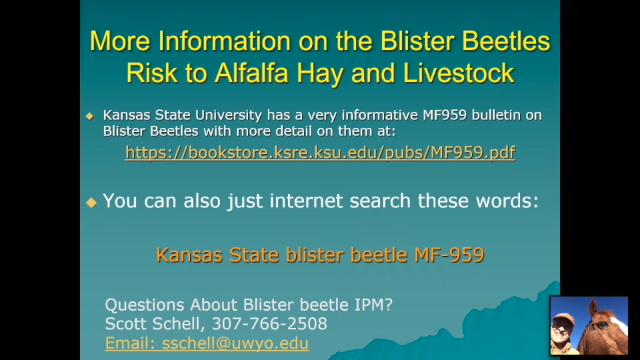 More Information on the Blister Beetles
Risk to Alfalfa Hay and Livestock
Kansas State University has a very informative MF959 bulletin on
Blister Beetles with more detail on them at:
https://bookstore.ksre.ksu.edu/pubs/MF959.pdf
You can also just internet search these words:
Kansas State blister beetle MF-959
Questions About Blister beetle IPM?
Scott Schell, 307-766-2508
Email: sschell@uwyo.edu